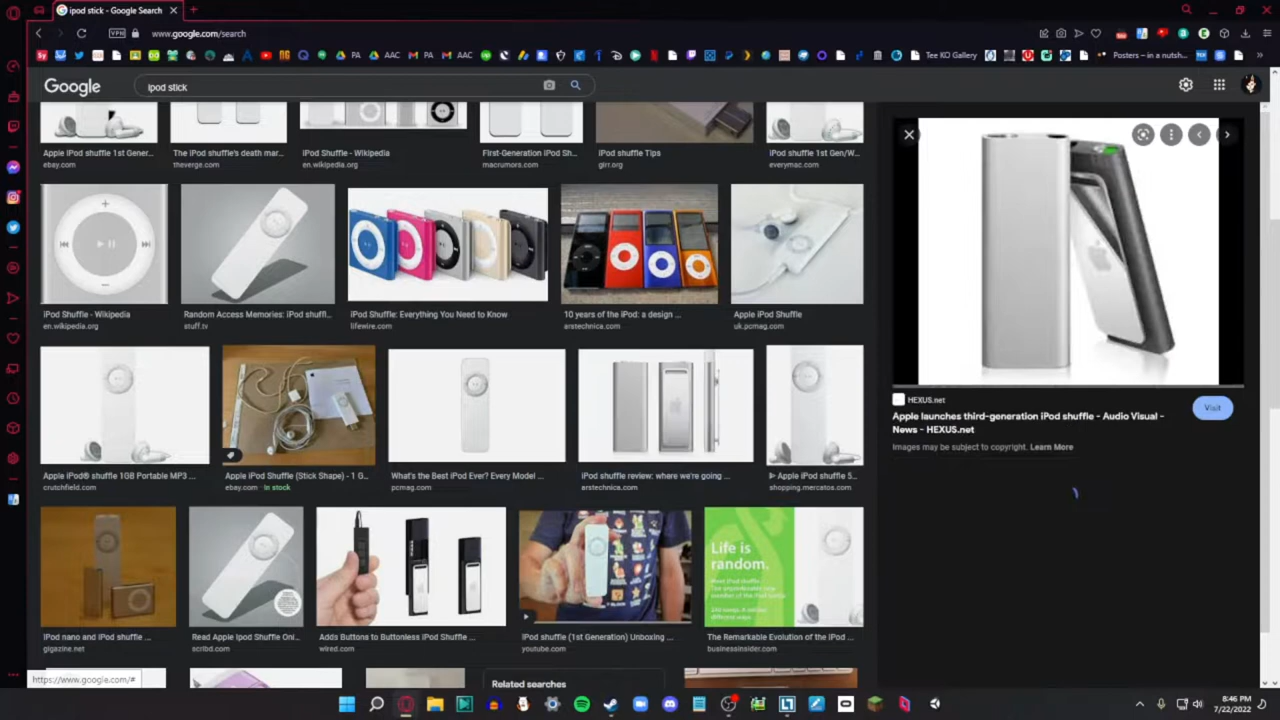 ipod stick - Google Search
VPN
www.google.com/search
PA
AAC
PA
AAC
Tee KO Gallery
Posters – in a nutsh...
Google
ipod stick
Apple iPod shuffle 1st Gener...
ebay.com
The iPod shuffle's death mar...
theverge.com
iPod Shuffle - Wikipedia
en.wikipedia.org
First-Generation iPod Sh...
macrumors.com
iPod shuffle Tips
girr.org
iPod shuffle 1st Gen/W...
everymac.com
iPod Shuffle - Wikipedia
en.wikipedia.org
Random Access Memories: iPod shuffl...
stuff.tv
iPod Shuffle: Everything You Need to Know
lifewire.com
10 years of the iPod: a design ...
arstechnica.com
Apple iPod Shuffle
uk.pcmag.com
HEXUS.net
Apple launches third-generation iPod shuffle - Audio Visual -
News - HEXUS.net
Visit
Images may be subject to copyright. Learn More
Apple iPod® shuffle 1GB Portable MP3 ...
crutchfield.com
Apple iPod Shuffle (Stick Shape) - 1 G...
ebay.com · In stock
What's the Best iPod Ever? Every Model ...
pcmag.com
iPod shuffle review: where we're going ...
arstechnica.com
Apple iPod shuffle 5...
shopping.mercatos.com
Life is
random.
iPod nano and iPod shuffle ...
gigazine.net
Read Apple Ipod Shuffle Onl...
scribd.com
Adds Buttons to Buttonless iPod Shuffle ...
wired.com
iPod shuffle (1st Generation) Unboxing ...
youtube.com
The Remarkable Evolution of the iPod ...
businessinsider.com
https://www.google.com/#
Related searches
8:46 PM
7/22/2022